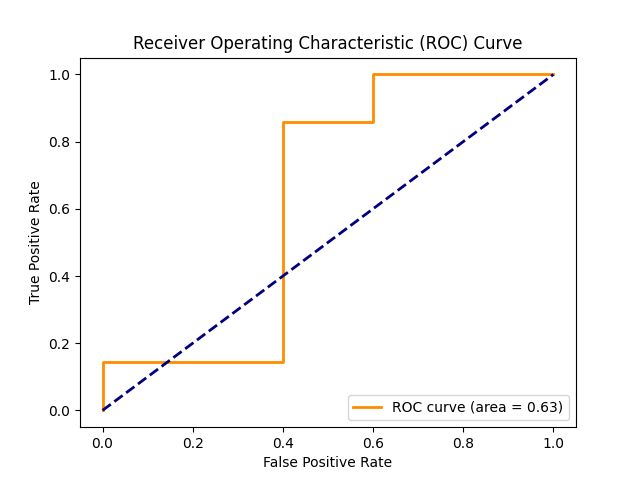 Receiver Operating Characteristic (ROC) Curve
1.0
0.8
0.6
0.4
0.2
0.0
True Positive Rate
ROC curve (area = 0.63)
0.0 0.2 0.4 0.6 0.8 1.0
False Positive Rate